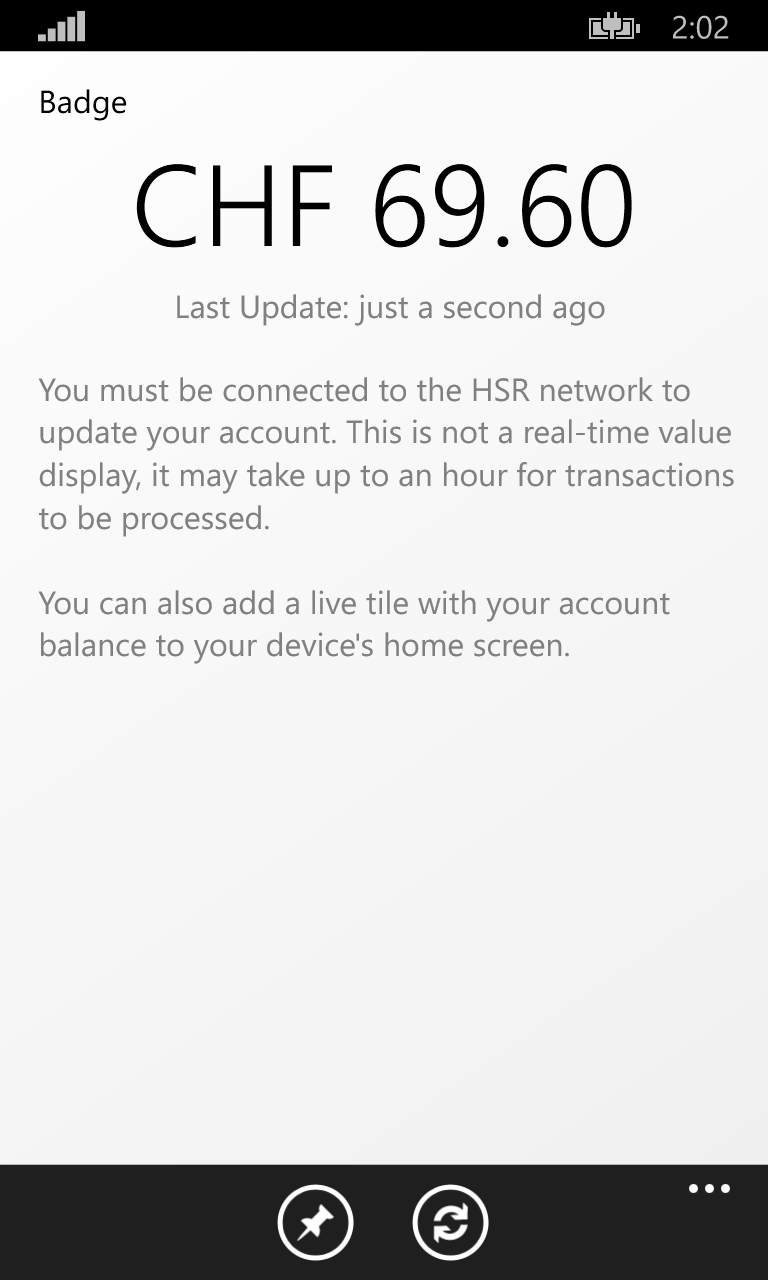 2:02
Badge
CHF 69.60
Last Update: just a second ago
You must be connected to the HSR network to
update your account. This is not a real-time value
display, it may take up to an hour for transactions
to be processed.
You can also add a live tile with your account
balance to your device's home screen.